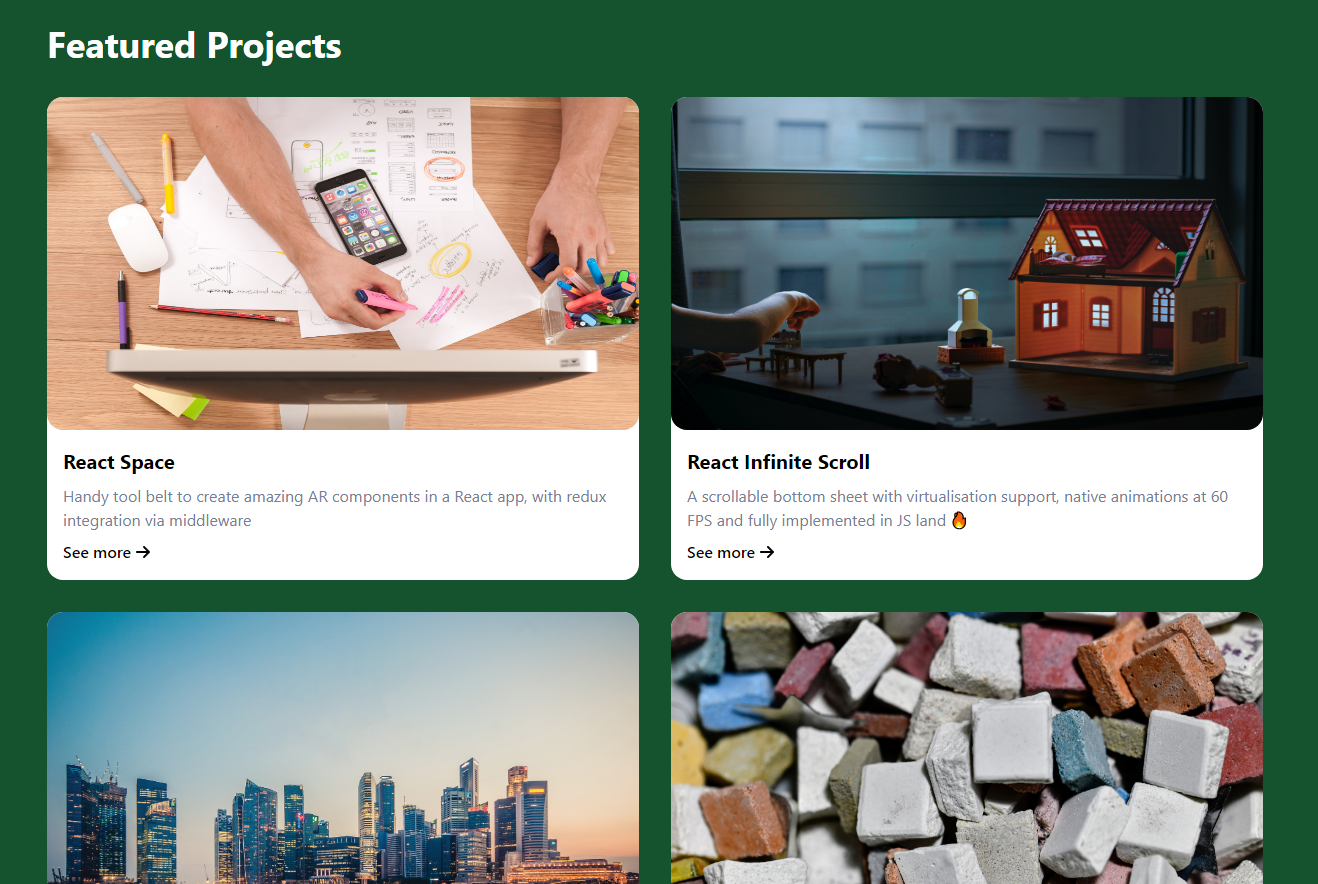 Featured Projects
React Space
Handy tool belt to create amazing AR components in a React app, with redux
integration via middleware
See more →
React Infinite Scroll
A scrollable bottom sheet with virtualisation support, native animations at 60
FPS and fully implemented in JS land 🔥
See more →